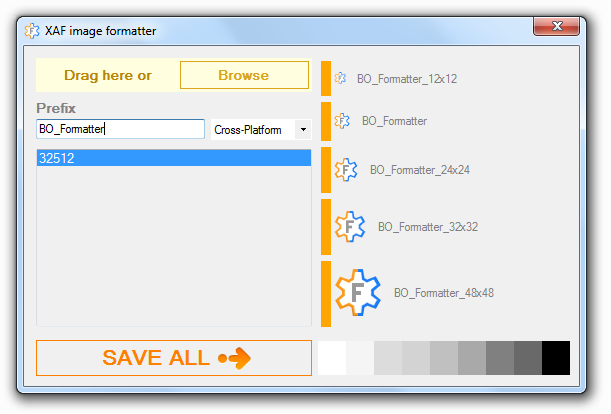 XAF image formatter
Drag here or
Browse
Prefix
BO_Formatter
Cross-Platform
32512
SAVE ALL
BO_Formatter_12x12
BO_Formatter
F
BO_Formatter_24x24
F
BO_Formatter_32x32
F
BO_Formatter_48x48